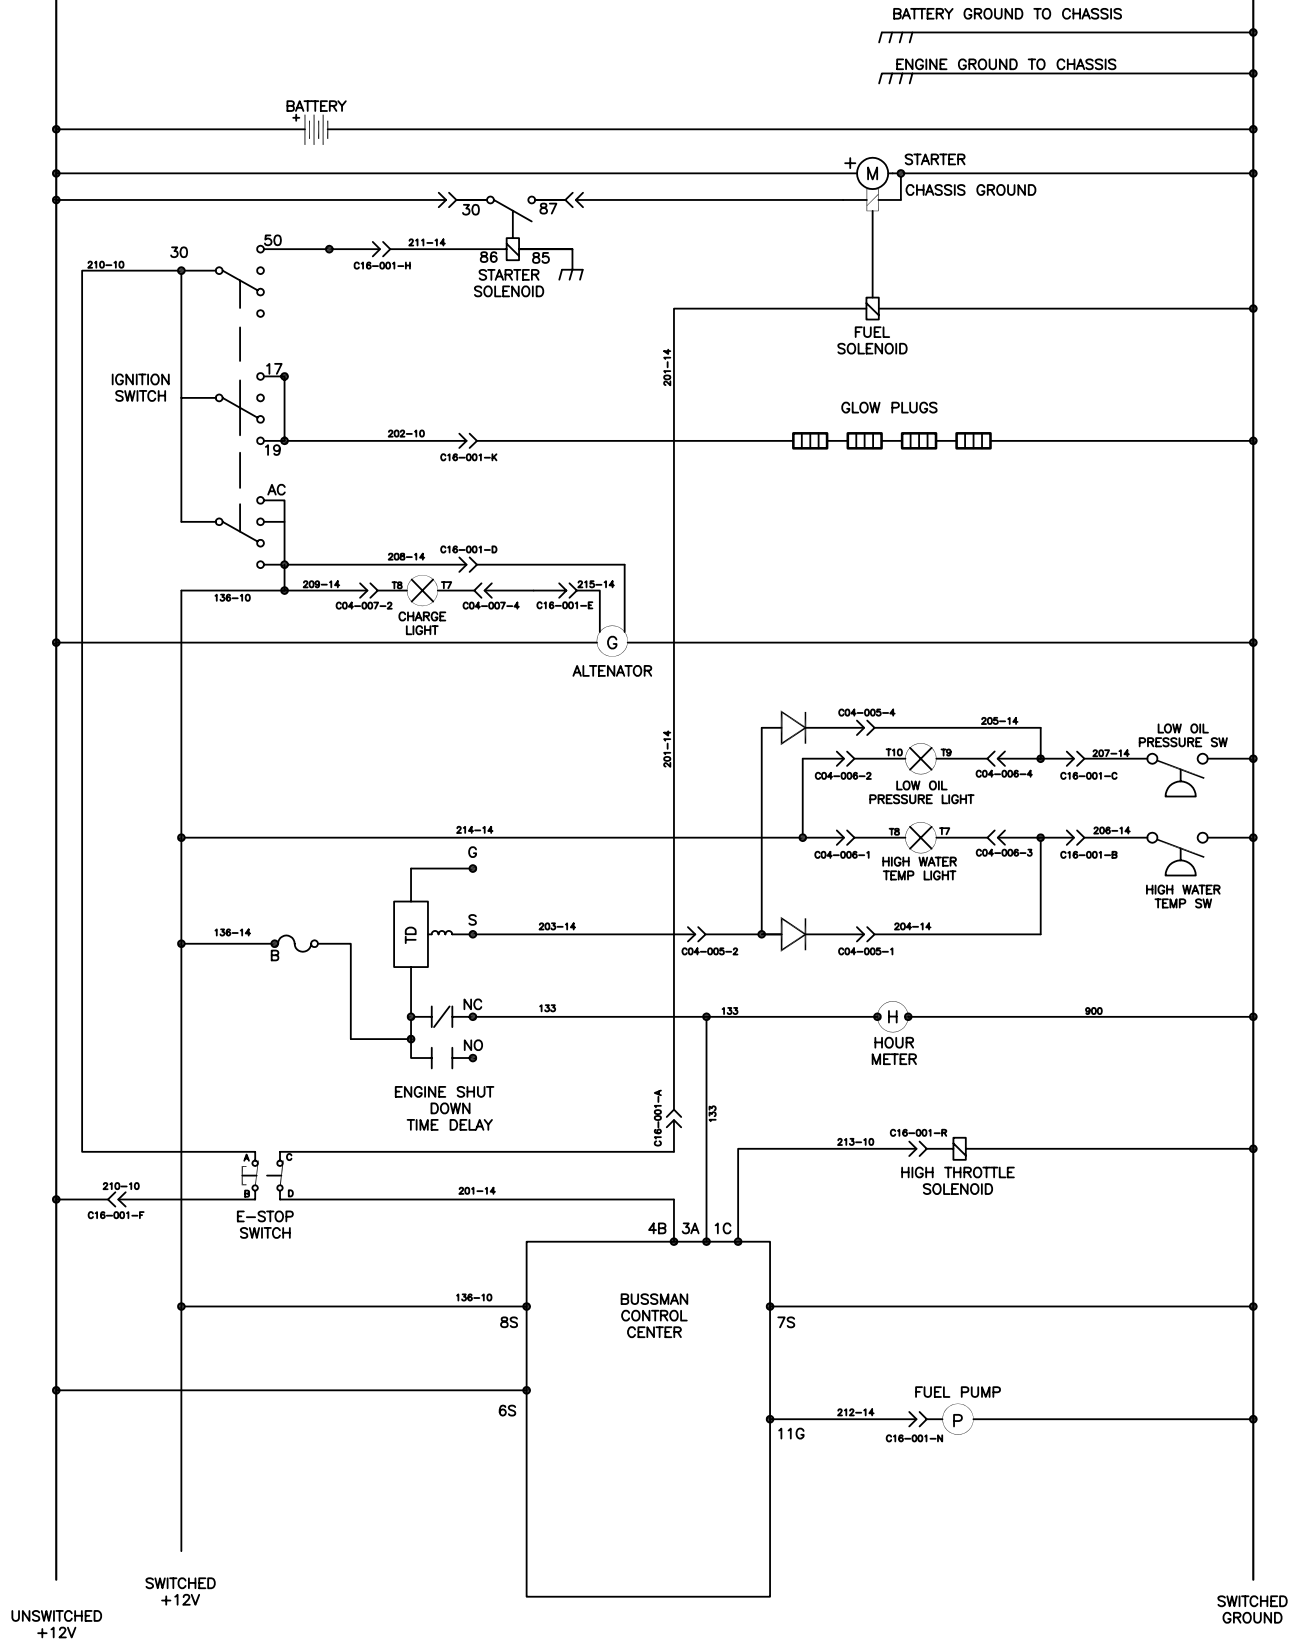 BATTERY GROUND TO CHASSIS
ENGINE GROUND TO CHASSIS
BATTERY
+
+
M
STARTER
CHASSIS GROUND
30
87
50
211-14
C16-001-H
86
85
STARTER
SOLENOID
30
210-10
FUEL
SOLENOID
201-14
17
IGNITION
SWITCH
GLOW PLUGS
202-10
19
C16-001-K
AC
C16-001-D
208-14
209-14
T8
T7
215-14
136-10
C04-007-2
C04-007-4
C16-001-E
CHARGE
LIGHT
G
ALTENATOR
C04-005-4
205-14
201-14
LOW OIL
PRESSURE SW
T10
T9
207-14
C04-006-2
C04-006-4
C16-001-C
LOW OIL
PRESSURE LIGHT
214-14
T8
T7
206-14
C04-006-1
C04-006-3
C16-001-B
HIGH WATER
TEMP LIGHT
HIGH WATER
TEMP SW
G
S
TD
136-14
B
203-14
C04-005-2
204-14
C04-005-1
NC
133
133
H
900
HOUR
METER
NO
ENGINE SHUT
DOWN
TIME DELAY
C16-001-A
133
213-10
C16-001-R
HIGH THROTTLE
SOLENOID
A
C
B
D
210-10
C16-001-F
201-14
E-STOP
SWITCH
4B
3A
1C
136-10
8S
BUSSMAN
CONTROL
CENTER
7S
6S
FUEL PUMP
212-14
P
11G
C16-001-N
SWITCHED
+12V
UNSWITCHED
+12V
SWITCHED
GROUND